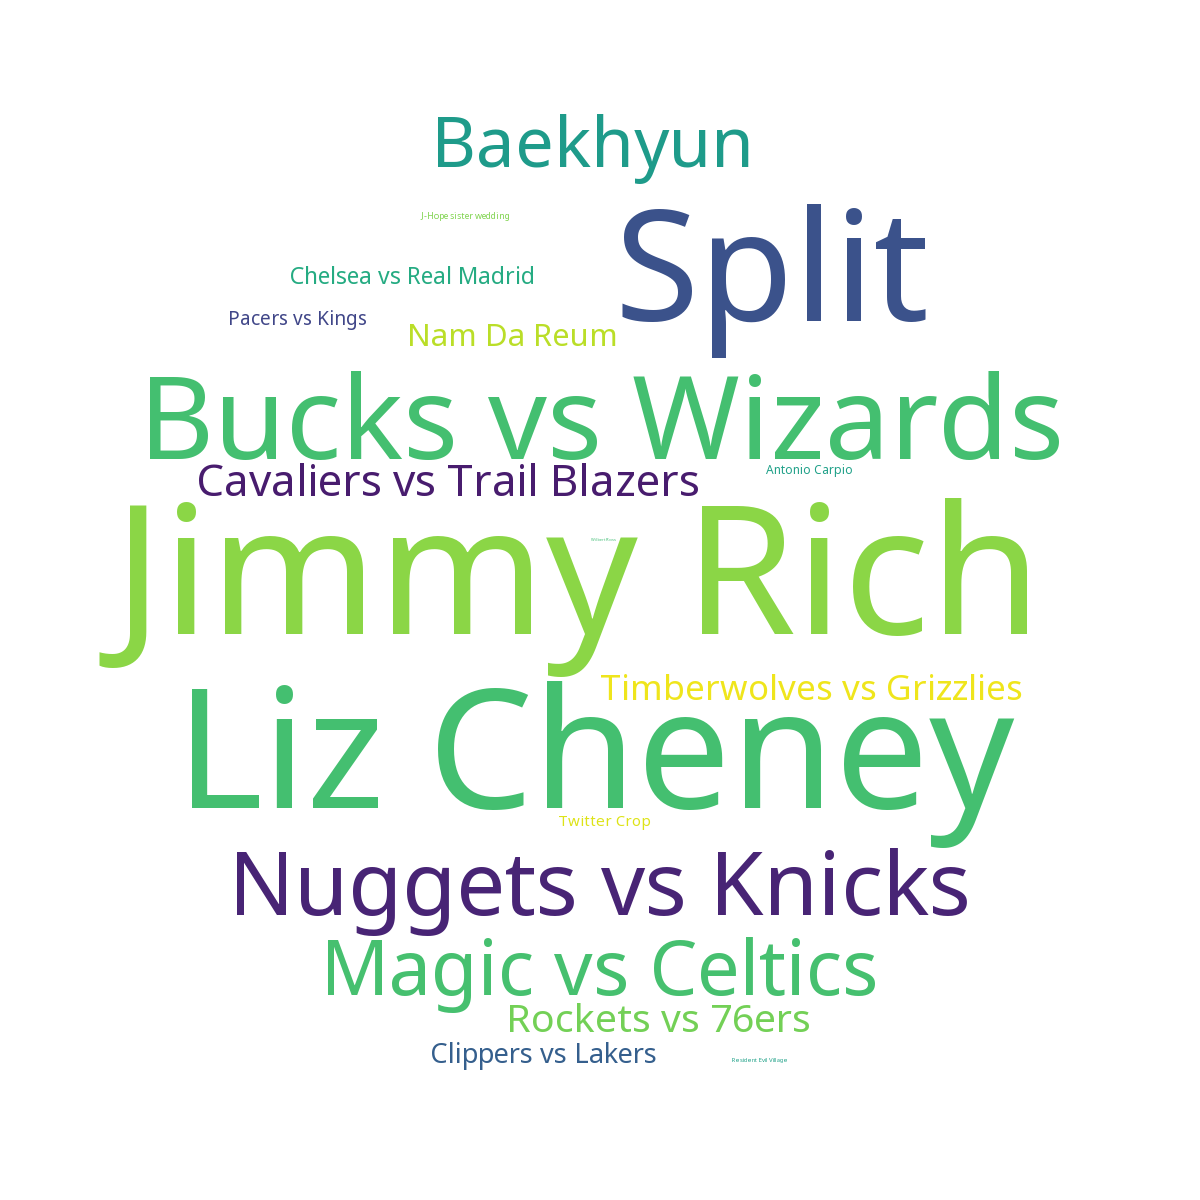 Baekhyun
J-Hope sister wedding
Split
Chelsea vs Real Madrid
Pacers vs Kings
Nam Da Reum
Bucks vs Wizards
Cavaliers vs Trail Blazers
Antonio Carpio
Jimmy Rich
Timberwolves vs Grizzlies
Liz Cheney
Twitter Crop
Nuggets vs Knicks
Magic vs Celtics
Rockets vs 76ers
Clippers vs Lakers
Resident Evil Village